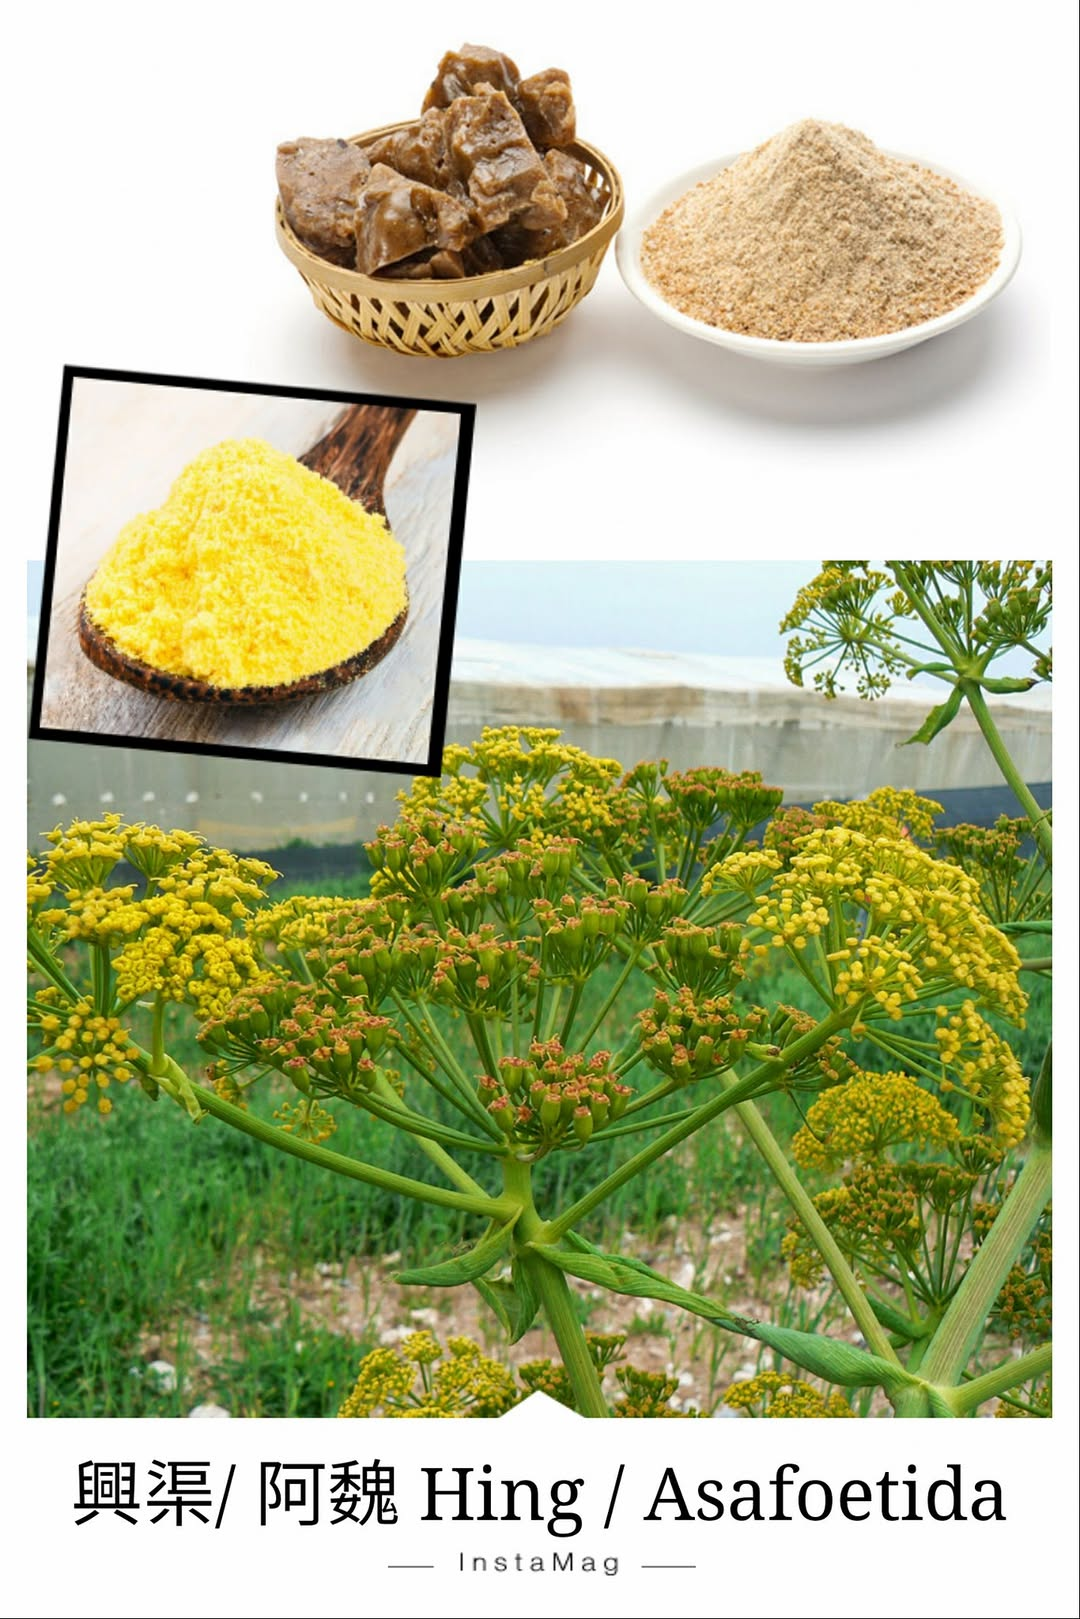 興渠/ 阿魏 Hing / Asafoetida
InstaMag